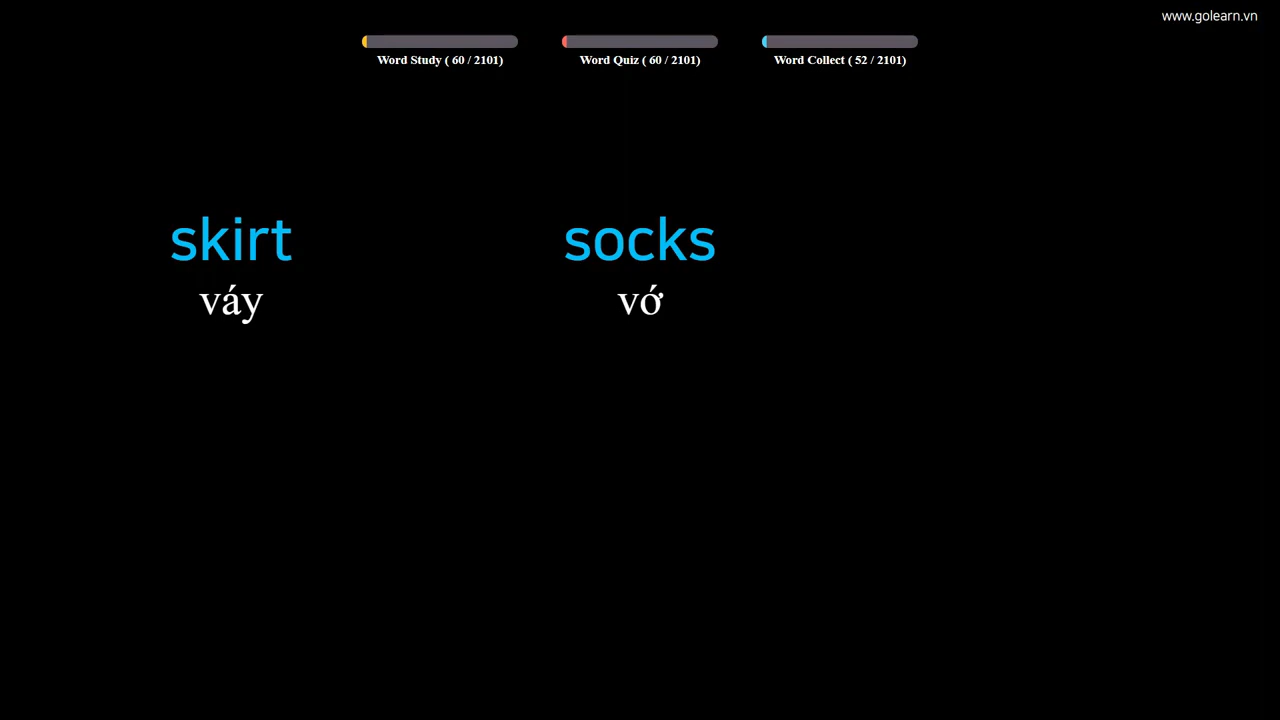 www.golearn.vn
Word Study ( 60 / 2101)
Word Quiz ( 60 / 2101)
Word Collect ( 52 / 2101)
skirt
váy
socks
vớ